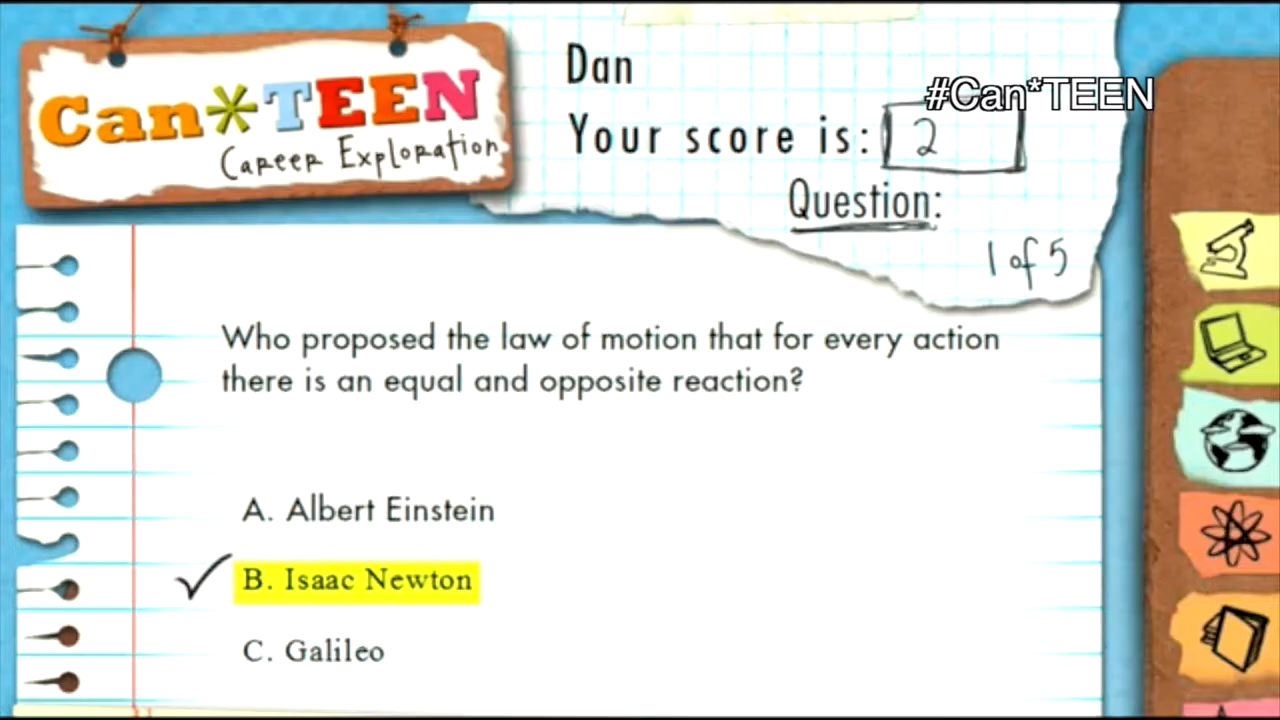 Can*TEEN
Career Exploration
Dan
#Can*TEEN
Your score is: 2
Question:
1 of 5
Who proposed the law of motion that for every action
there is an equal and opposite reaction?
A. Albert Einstein
B. Isaac Newton
C. Galileo